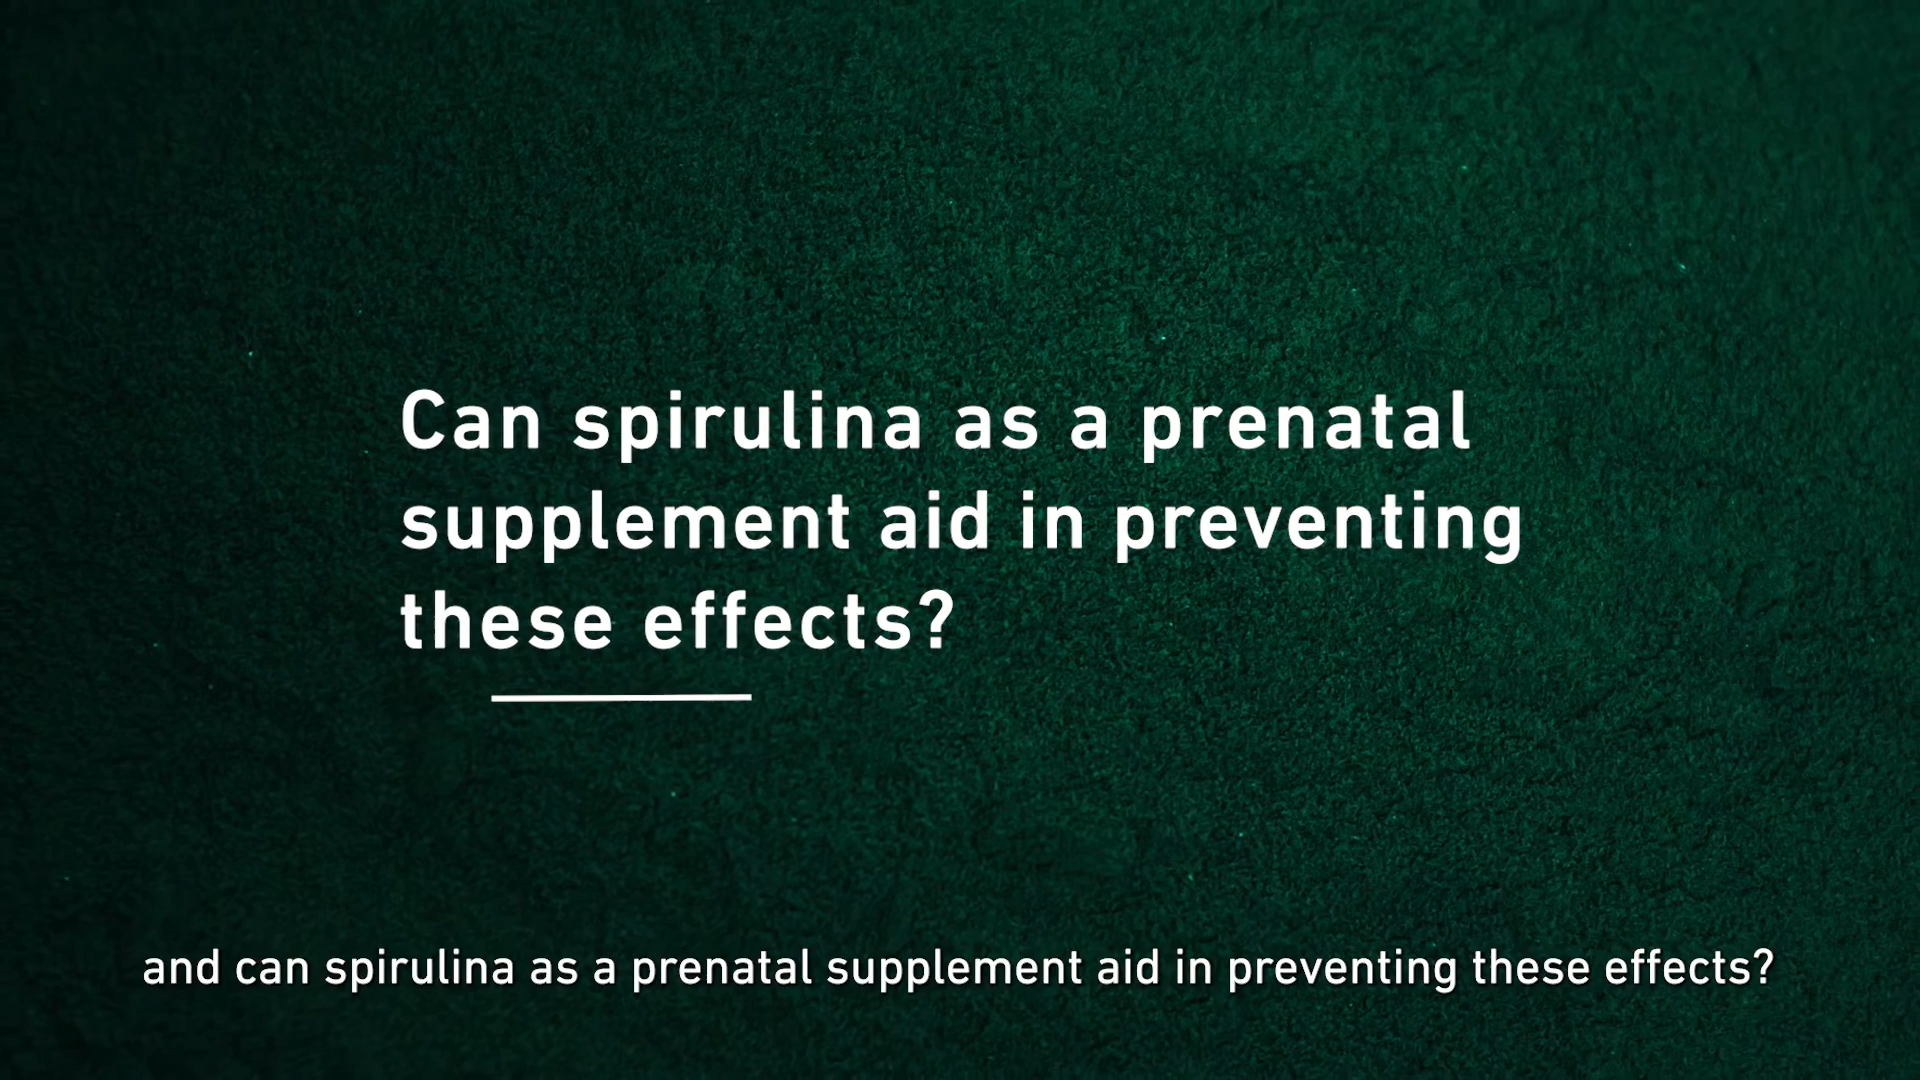 Can spirulina as a prenatal
supplement aid in preventing
these effects?
and can spirulina as a prenatal supplement aid in preventing these effects?